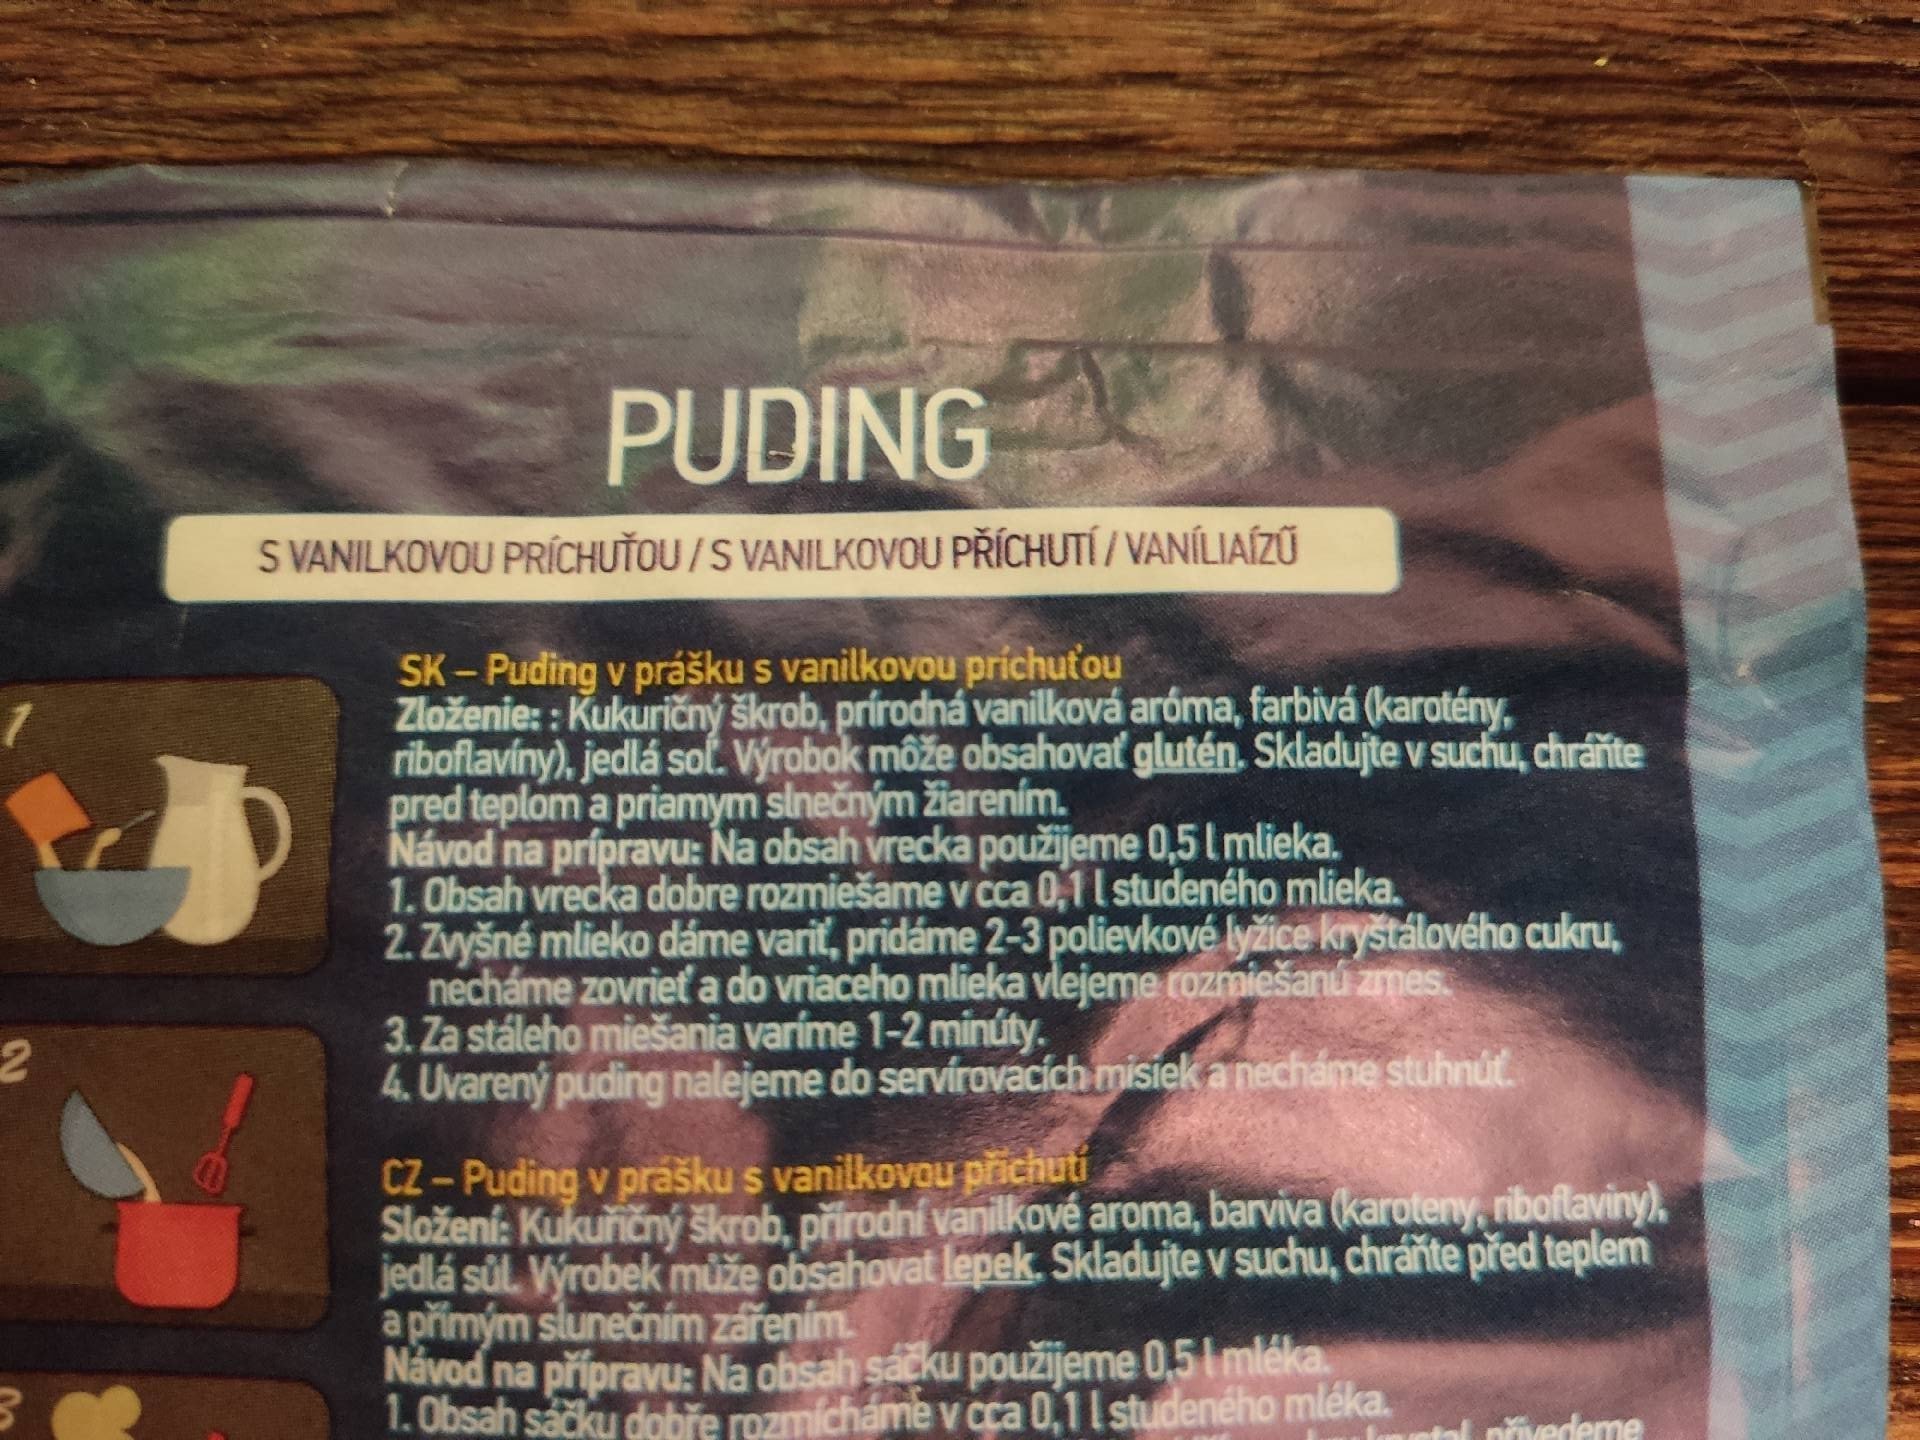 PUDING
S VANILKOVOU PRÍCHUŤOU / S VANILKOVOU PŘÍCHUTÍ / VANÍLIAÍZŰ
SK – Puding v prášku s vanilkovou príchuťou
Zloženie: : Kukuričný škrob, prírodná vanilková aróma, farbivá (karotény,
riboflavíny), jedlá soľ. Výrobok môže obsahovať glutén. Skladujte v suchu, chráňte
pred teplom a priamym slnečným žiarením.
Návod na prípravu: Na obsah vrecka použijeme 0,5 l mlieka.
1. Obsah vrecka dobre rozmiešame v cca 0,1 l studeného mlieka.
2. Zvyšné mlieko dáme variť, pridáme 2-3 polievkové lyžice kryštálového cukru,
necháme zovrieť a do vriaceho mlieka vlejeme rozmiešanú zmes.
3. Za stáleho miešania varíme 1-2 minúty.
4. Uvarený puding nalejeme do servírovacích misiek a necháme stuhnúť.
CZ – Puding v prášku s vanilkovou příchutí
Složení: Kukuřičný škrob, přírodní vanilkové aroma, barviva (karoteny, riboflaviny),
jedlá sůl. Výrobek může obsahovat lepek. Skladujte v suchu, chráňte před teplem
a přímým slunečním zářením.
Návod na přípravu: Na obsah sáčku použijeme 0,5 l mléka.
1. Obsah sáčku dobře rozmícháme v cca 0,1 l studeného mléka.
přivedeme
1
2
3